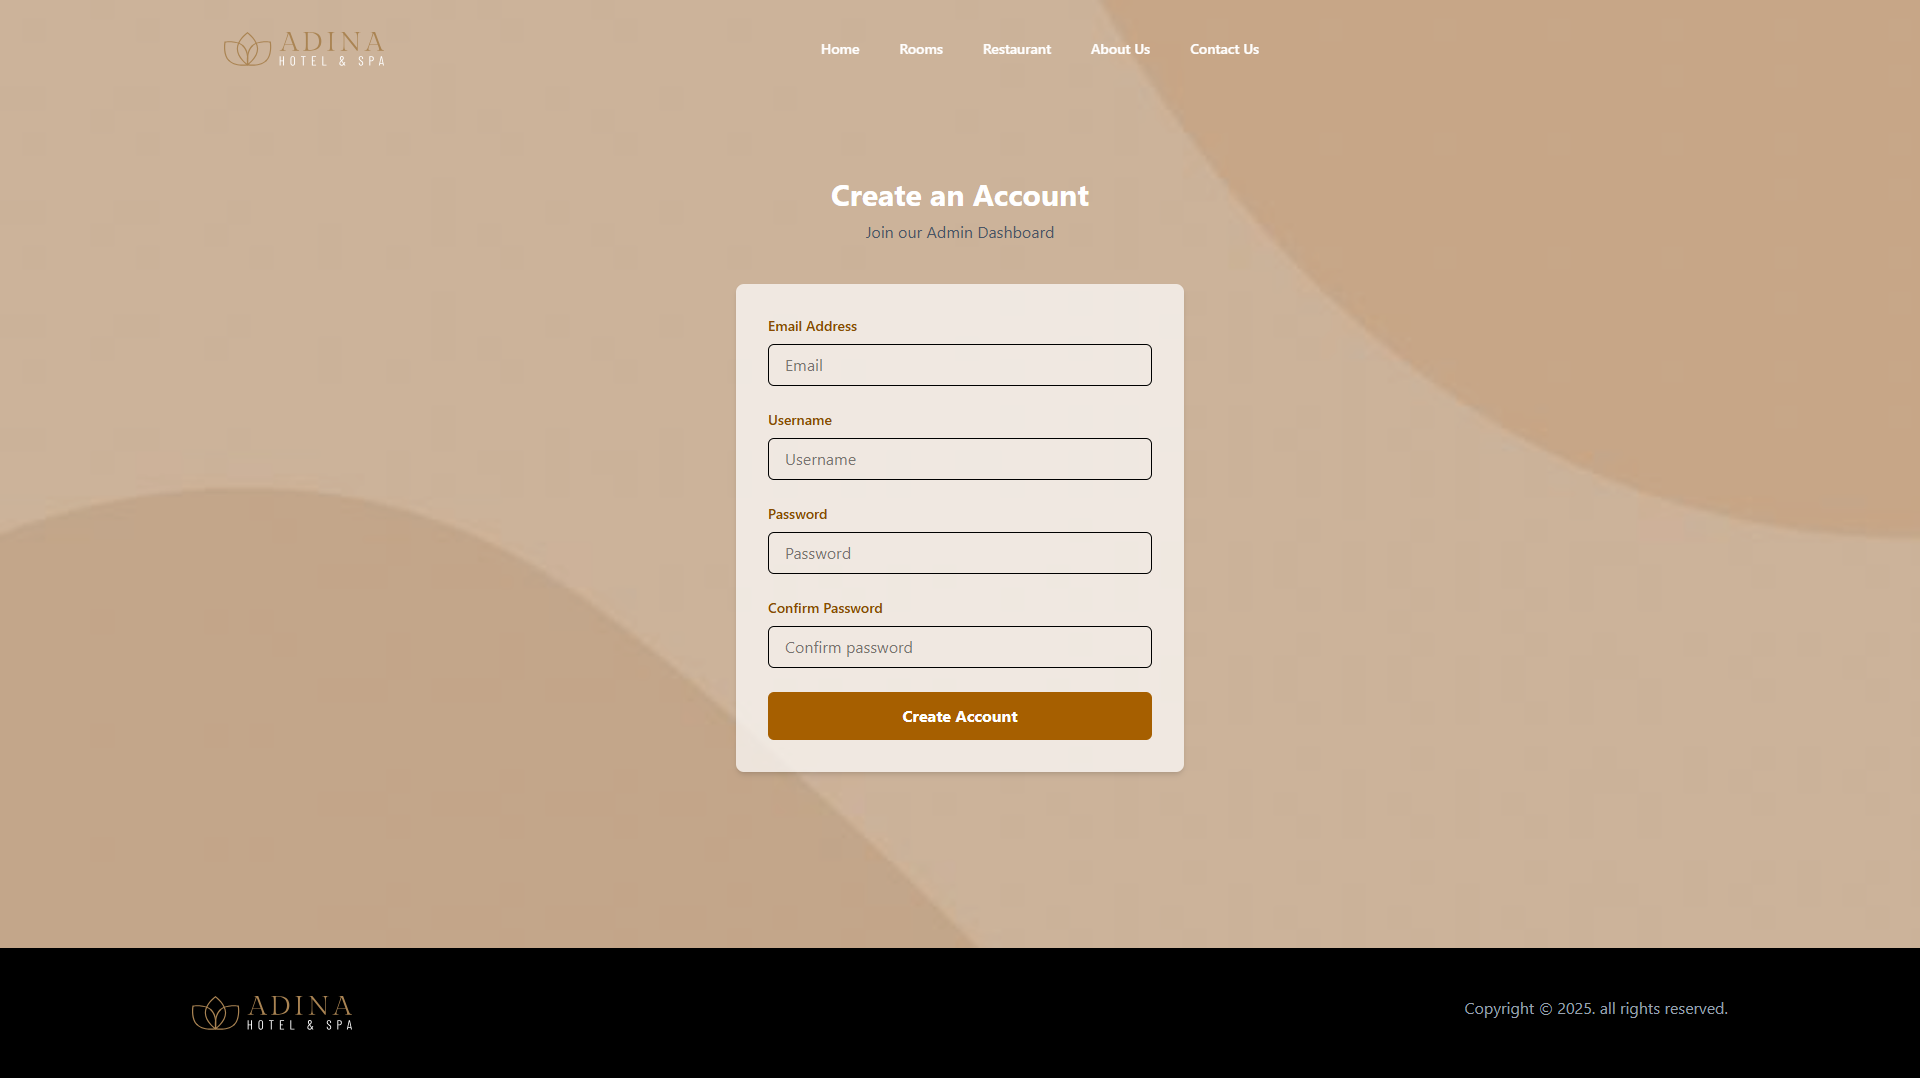 ADINA
HOTEL & SPA
Home
Rooms
Restaurant
About Us
Contact Us
Create an Account
Join our Admin Dashboard
Email Address
Email
Username
Username
Password
Password
Confirm Password
Confirm password
Create Account
ADINA
HOTEL & SPA
Copyright © 2025. all rights reserved.